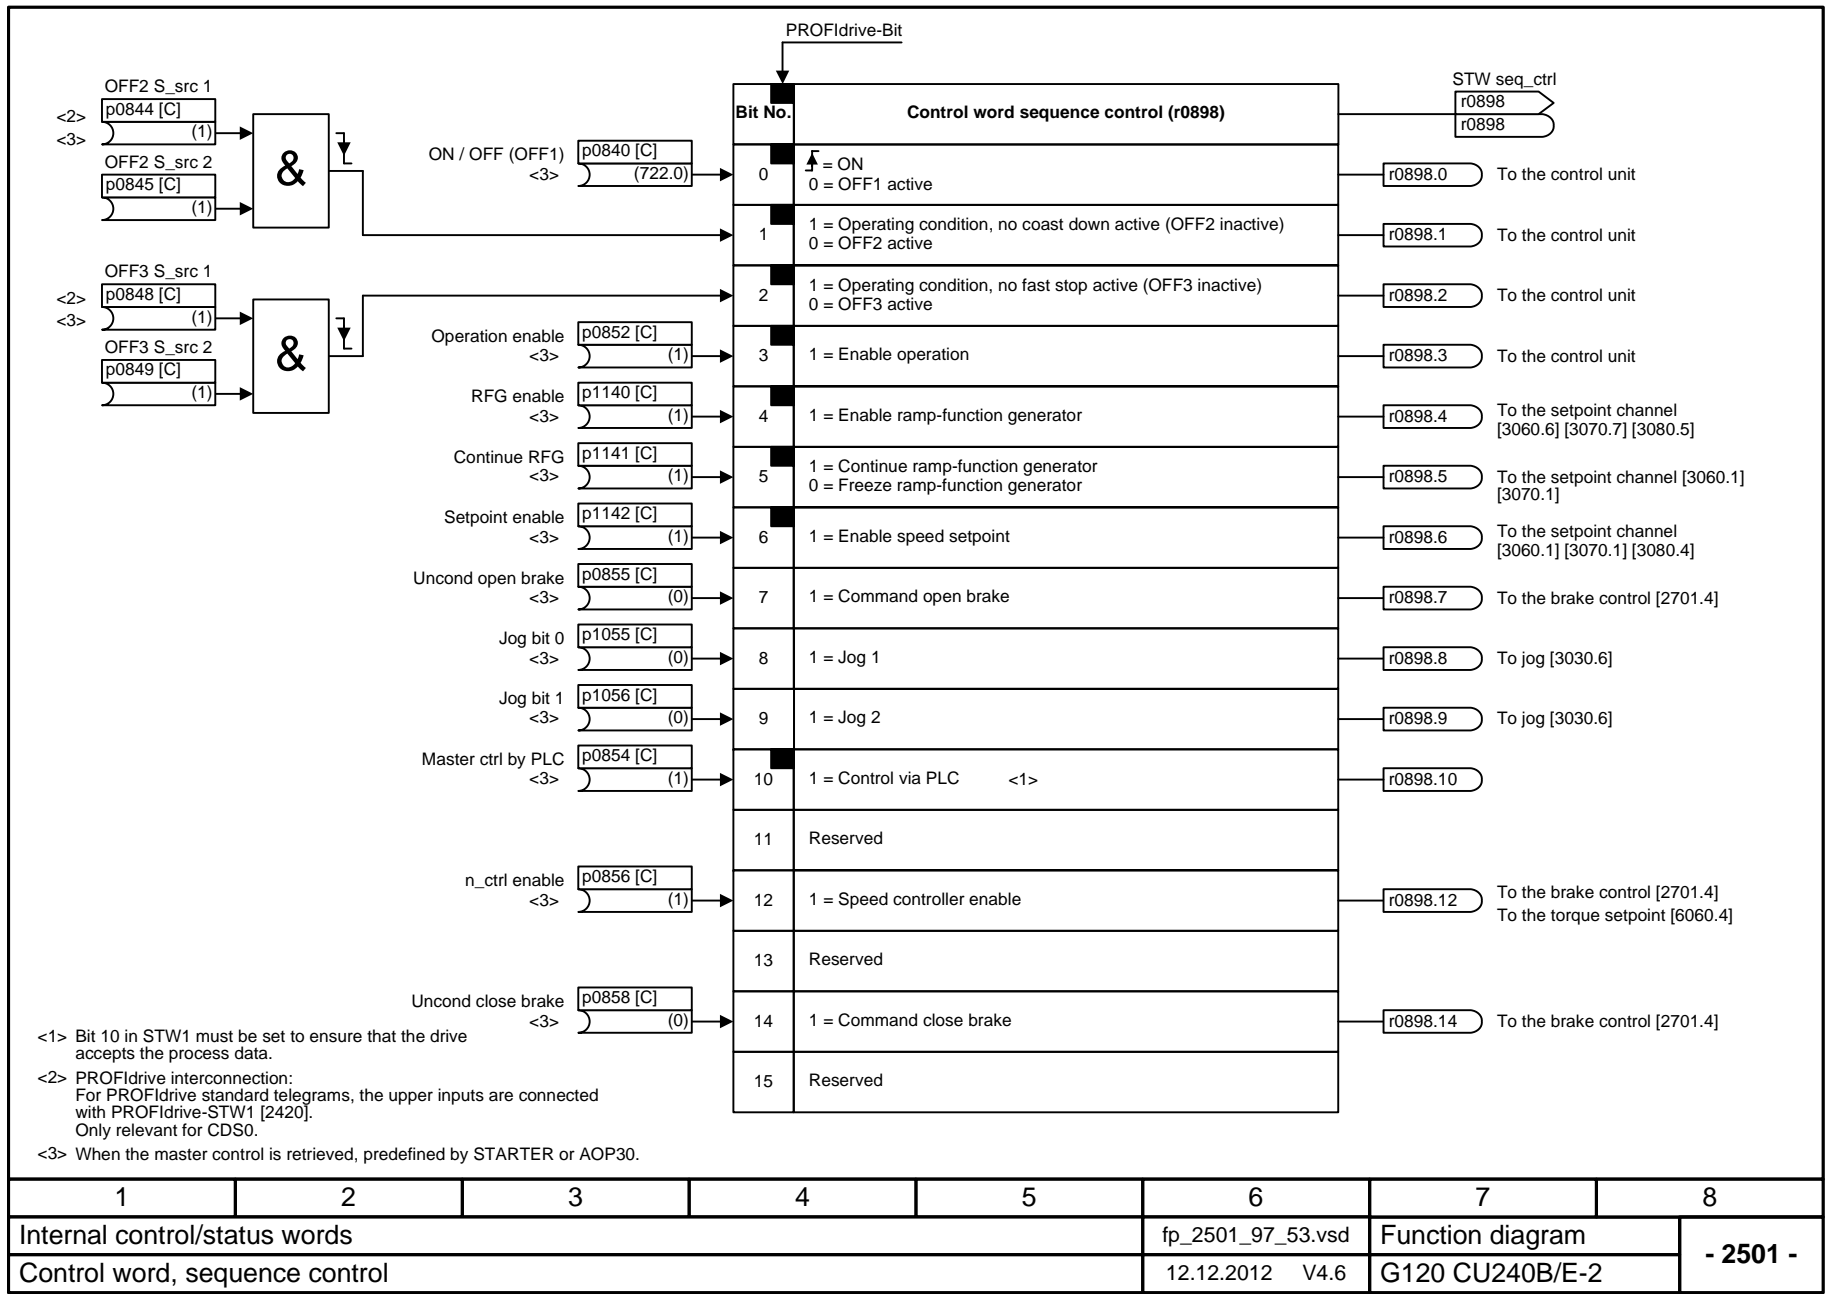 PROFIdrive-Bit
OFF2 S_src 1
<2> p0844 [C]
<3> (1)
OFF2 S_src 2
p0845 [C]
(1)
&
OFF3 S_src 1
<2> p0848 [C]
<3> (1)
OFF3 S_src 2
p0849 [C]
(1)
&
Bit No. Control word sequence control (r0898)
STW seq_ctrl
r0898
r0898
ON / OFF (OFF1) p0840 [C]
<3> (722.0)
0 = ON
0 = OFF1 active
r0898.0 To the control unit
1 1 = Operating condition, no coast down active (OFF2 inactive)
0 = OFF2 active
r0898.1 To the control unit
2 1 = Operating condition, no fast stop active (OFF3 inactive)
0 = OFF3 active
r0898.2 To the control unit
Operation enable p0852 [C]
<3> (1)
3 1 = Enable operation
r0898.3 To the control unit
RFG enable p1140 [C]
<3> (1)
4 1 = Enable ramp-function generator
r0898.4 To the setpoint channel
[3060.6] [3070.7] [3080.5]
Continue RFG p1141 [C]
<3> (1)
5 1 = Continue ramp-function generator
0 = Freeze ramp-function generator
r0898.5 To the setpoint channel [3060.1]
[3070.1]
Setpoint enable p1142 [C]
<3> (1)
6 1 = Enable speed setpoint
r0898.6 To the setpoint channel
[3060.1] [3070.1] [3080.4]
Uncond open brake p0855 [C]
<3> (0)
7 1 = Command open brake
r0898.7 To the brake control [2701.4]
Jog bit 0 p1055 [C]
<3> (0)
8 1 = Jog 1
r0898.8 To jog [3030.6]
Jog bit 1 p1056 [C]
<3> (0)
9 1 = Jog 2
r0898.9 To jog [3030.6]
Master ctrl by PLC p0854 [C]
<3> (1)
10 1 = Control via PLC <1>
r0898.10
11 Reserved
n_ctrl enable p0856 [C]
<3> (1)
12 1 = Speed controller enable
r0898.12 To the brake control [2701.4]
To the torque setpoint [6060.4]
13 Reserved
Uncond close brake p0858 [C]
<3> (0)
14 1 = Command close brake
r0898.14 To the brake control [2701.4]
15 Reserved
<1> Bit 10 in STW1 must be set to ensure that the drive
accepts the process data.
<2> PROFIdrive interconnection:
For PROFIdrive standard telegrams, the upper inputs are connected
with PROFIdrive-STW1 [2420].
Only relevant for CDS0.
<3> When the master control is retrieved, predefined by STARTER or AOP30.
1 2 3 4 5 6 7 8
Internal control/status words fp_2501_97_53.vsd Function diagram
- 2501 -
Control word, sequence control 12.12.2012 V4.6 G120 CU240B/E-2